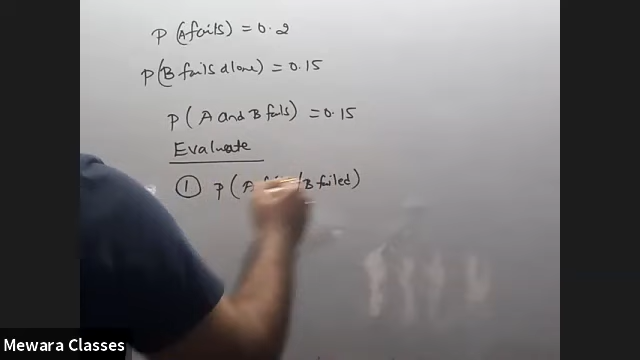 P(A fails) = 0.2
P(B fails alone) = 0.15
P(A and B fails) = 0.15
Evaluate
① P(A /B failed)
Mewara Classes